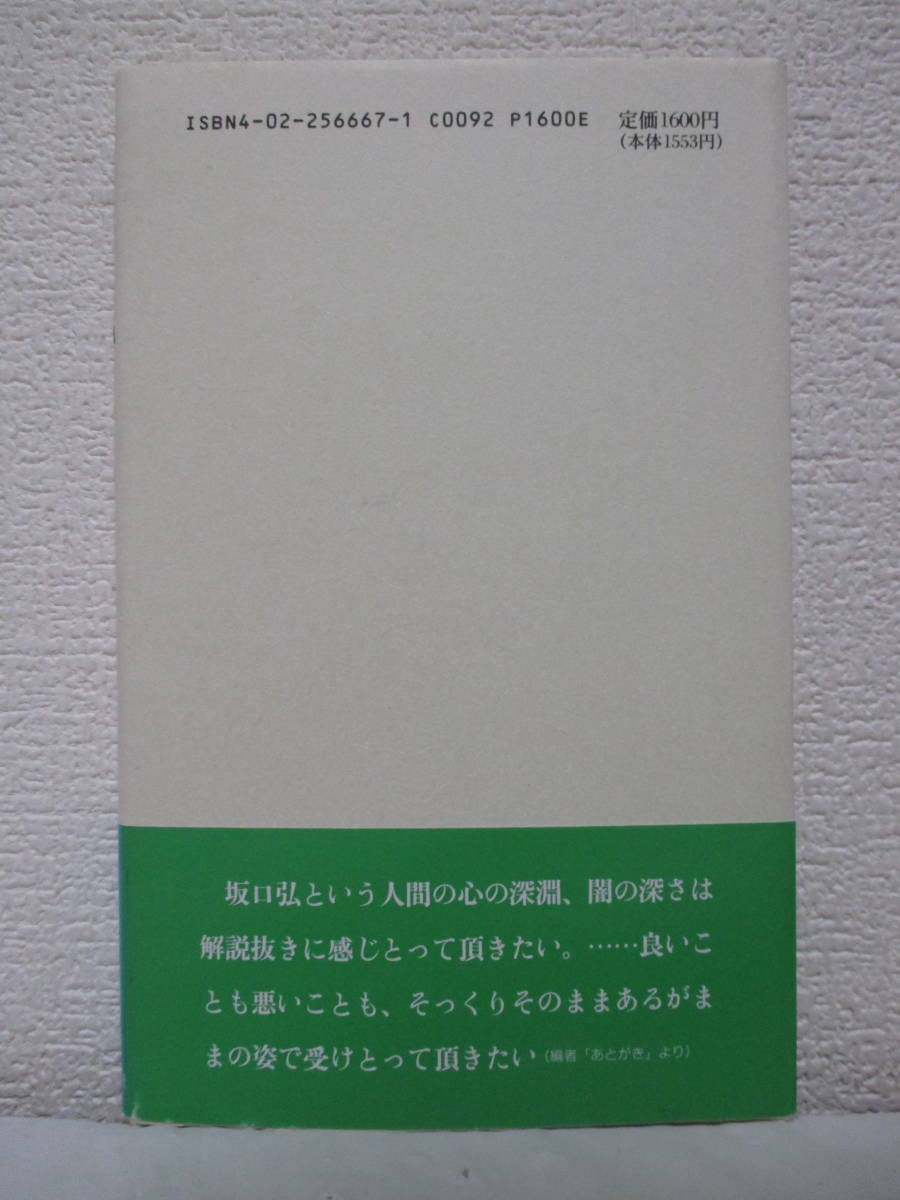 ISBN4-02-256667-1 C0092 P1600E 定価1600円
(本体1553円)
坂口弘という人間の心の深淵、闇の深さは
解説抜きに感じとって頂きたい。……良いこ
とも悪いことも、そっくりそのままあるがま
まの姿で受けとって頂きたい(編者「あとがき」より)